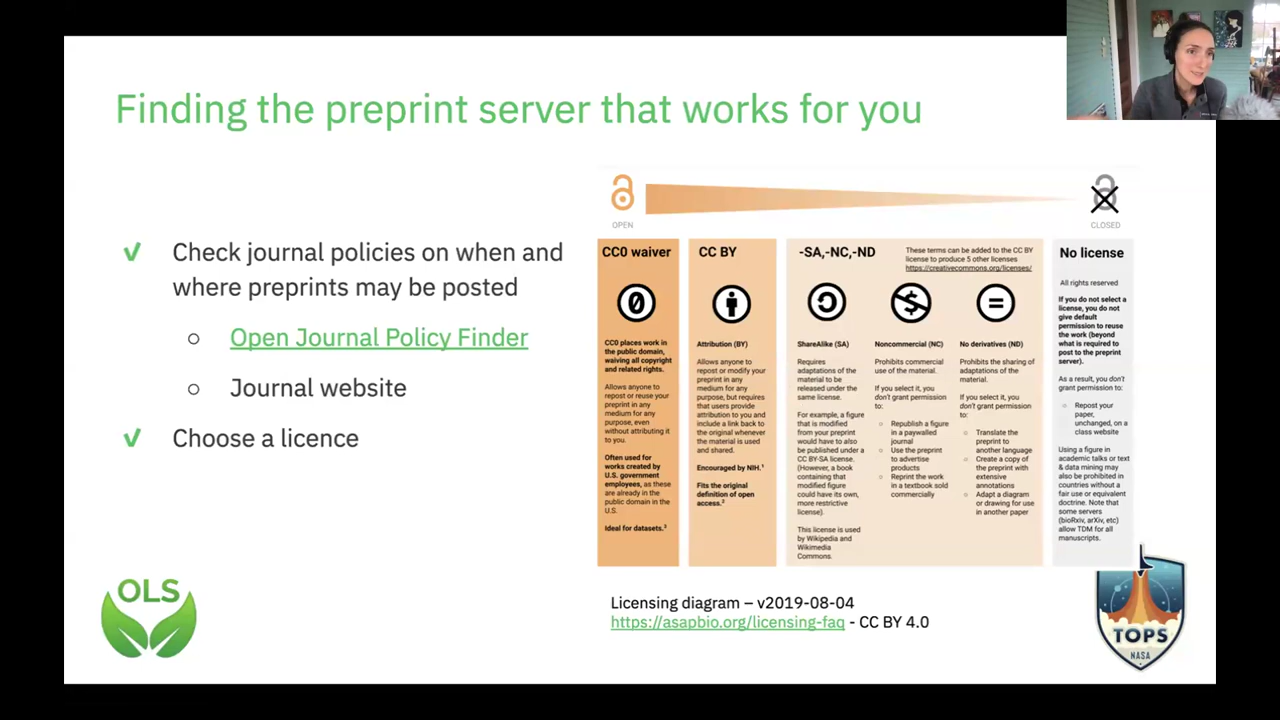 Finding the preprint server that works for you
✓ Check journal policies on when and
where preprints may be posted
○ Open Journal Policy Finder
○ Journal website
✓ Choose a licence
OPEN
CLOSED
CC0 waiver
CC0 places work in
the public domain,
waiving all copyright
and related rights.
Allows anyone to
repost or reuse your
preprint in any
medium for any
purpose, even
without attributing it
to you.
Often used for
works created by
U.S. government
employees, as these
are already in the
public domain in the
U.S.
Ideal for datasets.²
CC BY
Attribution (BY)
Allows anyone to
repost or modify your
preprint in any
medium for any
purpose, but requires
that users provide
attribution to you and
include a link back to
the original whenever
the material is used
and shared.
Encouraged by NIH.¹
Fits the original
definition of open
access.²
-SA,-NC,-ND
These terms can be added to the CC BY
license to produce 5 other licenses
https://creativecommons.org/licenses/
ShareAlike (SA)
Requires
adaptations of the
material to be
released under the
same license.
For example, a figure
that is modified
from your preprint
would have to also
be published under a
CC BY-SA license.
(However, a book
containing that
modified figure
could have its own,
more restrictive
license).
This license is used
by Wikipedia and
Wikimedia
Commons.
Noncommercial (NC)
Prohibits commercial
use of the material.
If you select it, you
don't grant permission
to:
○ Republish a figure
in a paywalled
journal
○ Use the preprint
to advertise
products
○ Reprint the work
in a textbook sold
commercially
No derivatives (ND)
Prohibits the sharing of
adaptations of the
material.
If you select it, you
don't grant permission
to:
○ Translate the
preprint to
another language
○ Create a copy of
the preprint with
extensive
annotations
○ Adapt a diagram
or drawing for use
in another paper
No license
All rights reserved
If you do not select a
license, you do not
give default
permission to reuse
the work (beyond
what is required to
post to the preprint
server).
As a result, you don't
grant permission to:
○ Repost your
paper,
unchanged, on a
class website
Using a figure in
academic talks or text
& data mining may
also be prohibited in
countries without a
fair use or equivalent
doctrine. Note that
some servers
(bioRxiv, arXiv, etc)
allow TDM for all
manuscripts.
Licensing diagram – v2019-08-04
https://asapbio.org/licensing-faq - CC BY 4.0
OLS
TOPS
NASA